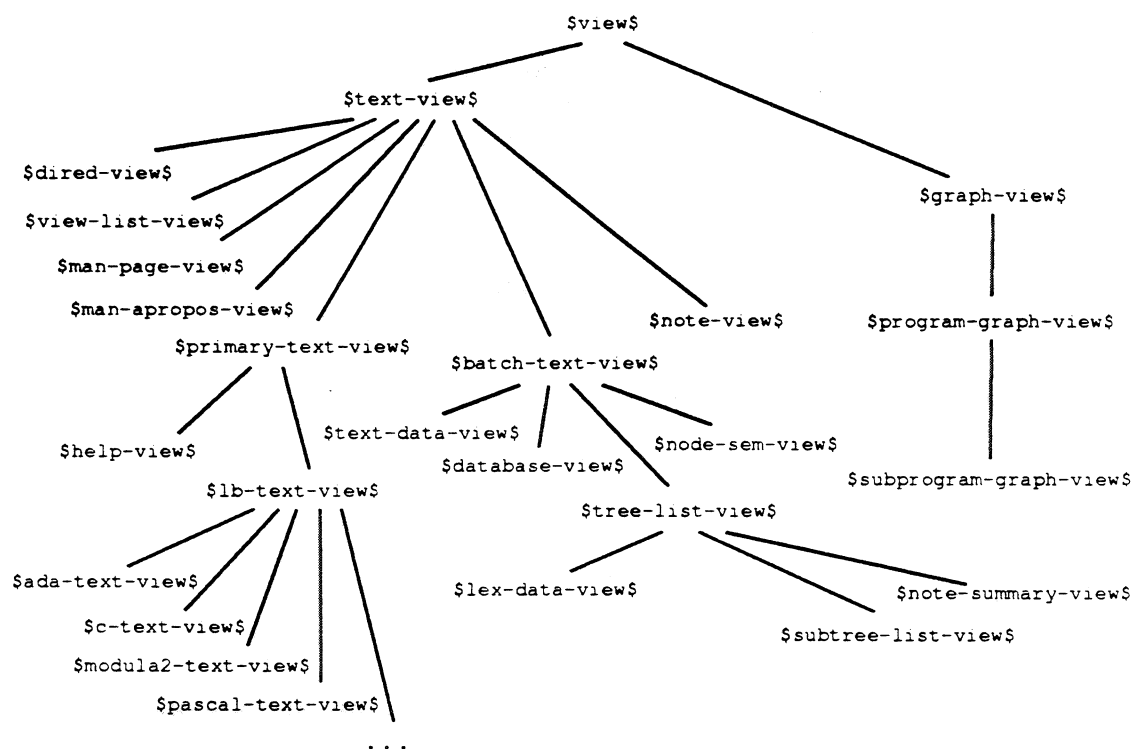 $view$
$text-view$
$dired-view$
$graph-view$
$view-list-view$
$man-page-view$
$man-apropos-view$
$note-view$
$program-graph-view$
$primary-text-view$
$batch-text-view$
$text-data-view$
$node-sem-view$
$help-view$
$database-view$
$subprogram-graph-view$
$lb-text-view$
$tree-list-view$
$ada-text-view$
$lex-data-view$
$note-summary-view$
$c-text-view$
$subtree-list-view$
$modula2-text-view$
$pascal-text-view$
...